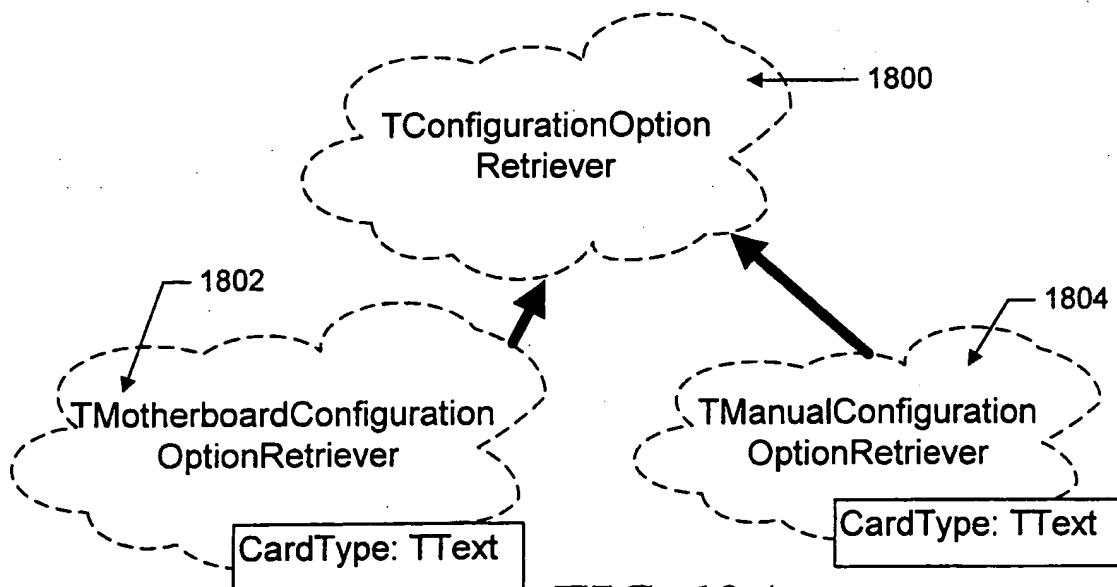 1800
TConfigurationOption
Retriever
1802
1804
TMotherboardConfiguration
OptionRetriever
TManualConfiguration
OptionRetriever
CardType: TText
CardType: TText